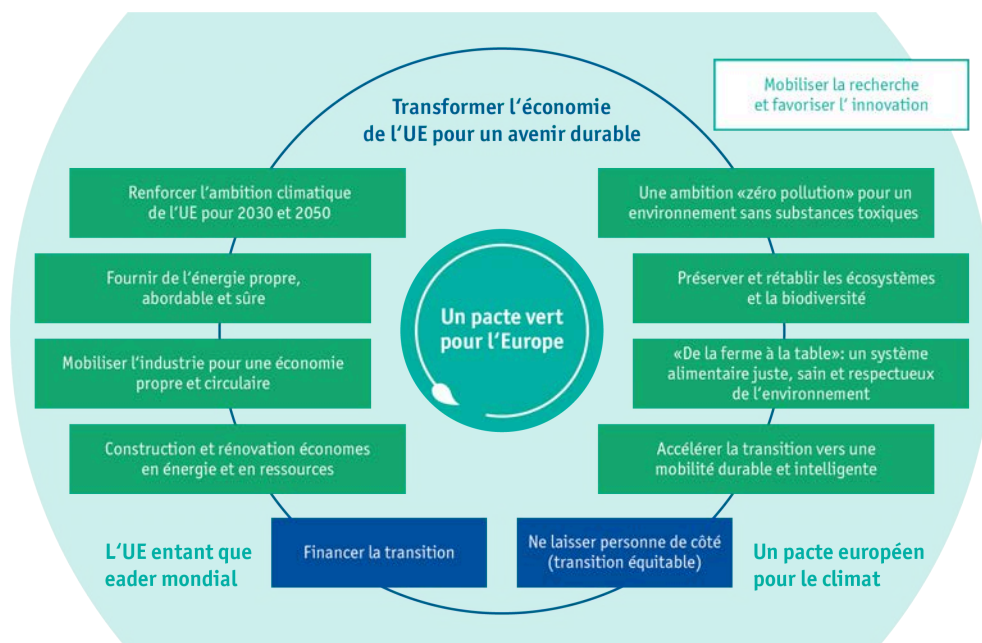 Mobiliser la recherche
et favoriser l‘ innovation
Transformer l‘économie
de l‘UE pour un avenir durable
Renforcer l’ambition climatique
de l’UE pour 2030 et 2050
Une ambition «zéro pollution» pour un
environnement sans substances toxiques
Fournir de l’énergie propre,
abordable et sûre
Préserver et rétablir les écosystèmes
et la biodiversité
Un pacte vert
pour l‘Europe
Mobiliser l’industrie pour une économie
propre et circulaire
«De la ferme à la table»: un système
alimentaire juste, sain et respectueux
de l’environnement
Construction et rénovation économes
en énergie et en ressources
Accélérer la transition vers une
mobilité durable et intelligente
L‘UE entant que
eader mondial
Financer la transition
Ne laisser personne de côté
(transition équitable)
Un pacte européen
pour le climat